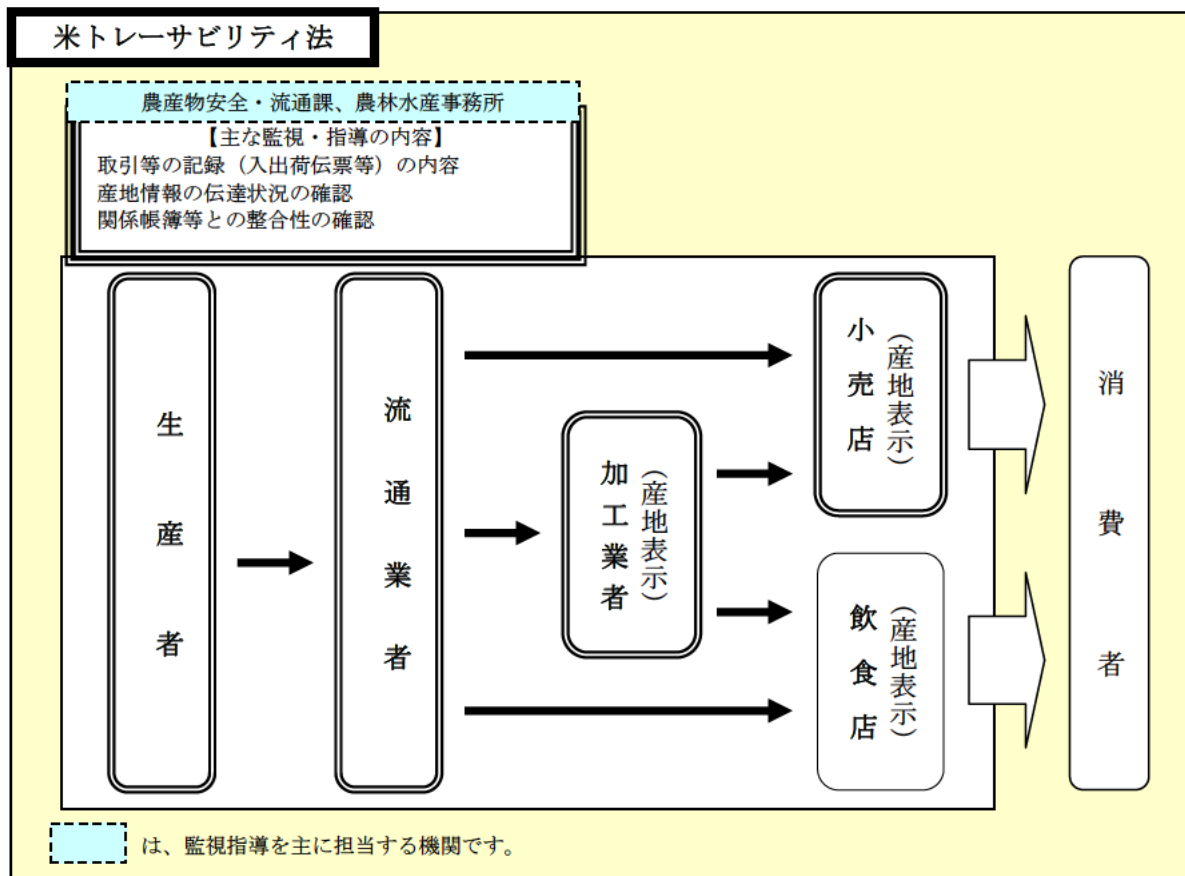 米トレーサビリティ法
農産物安全・流通課、農林水産事務所
【主な監視・指導の内容】
取引等の記録（入出荷伝票等）の内容
産地情報の伝達状況の確認
関係帳簿等との整合性の確認
生産者
流通業者
加工業者
(産地表示)
小売店
(産地表示)
飲食店
(産地表示)
消費者
は、監視指導を主に担当する機関です。